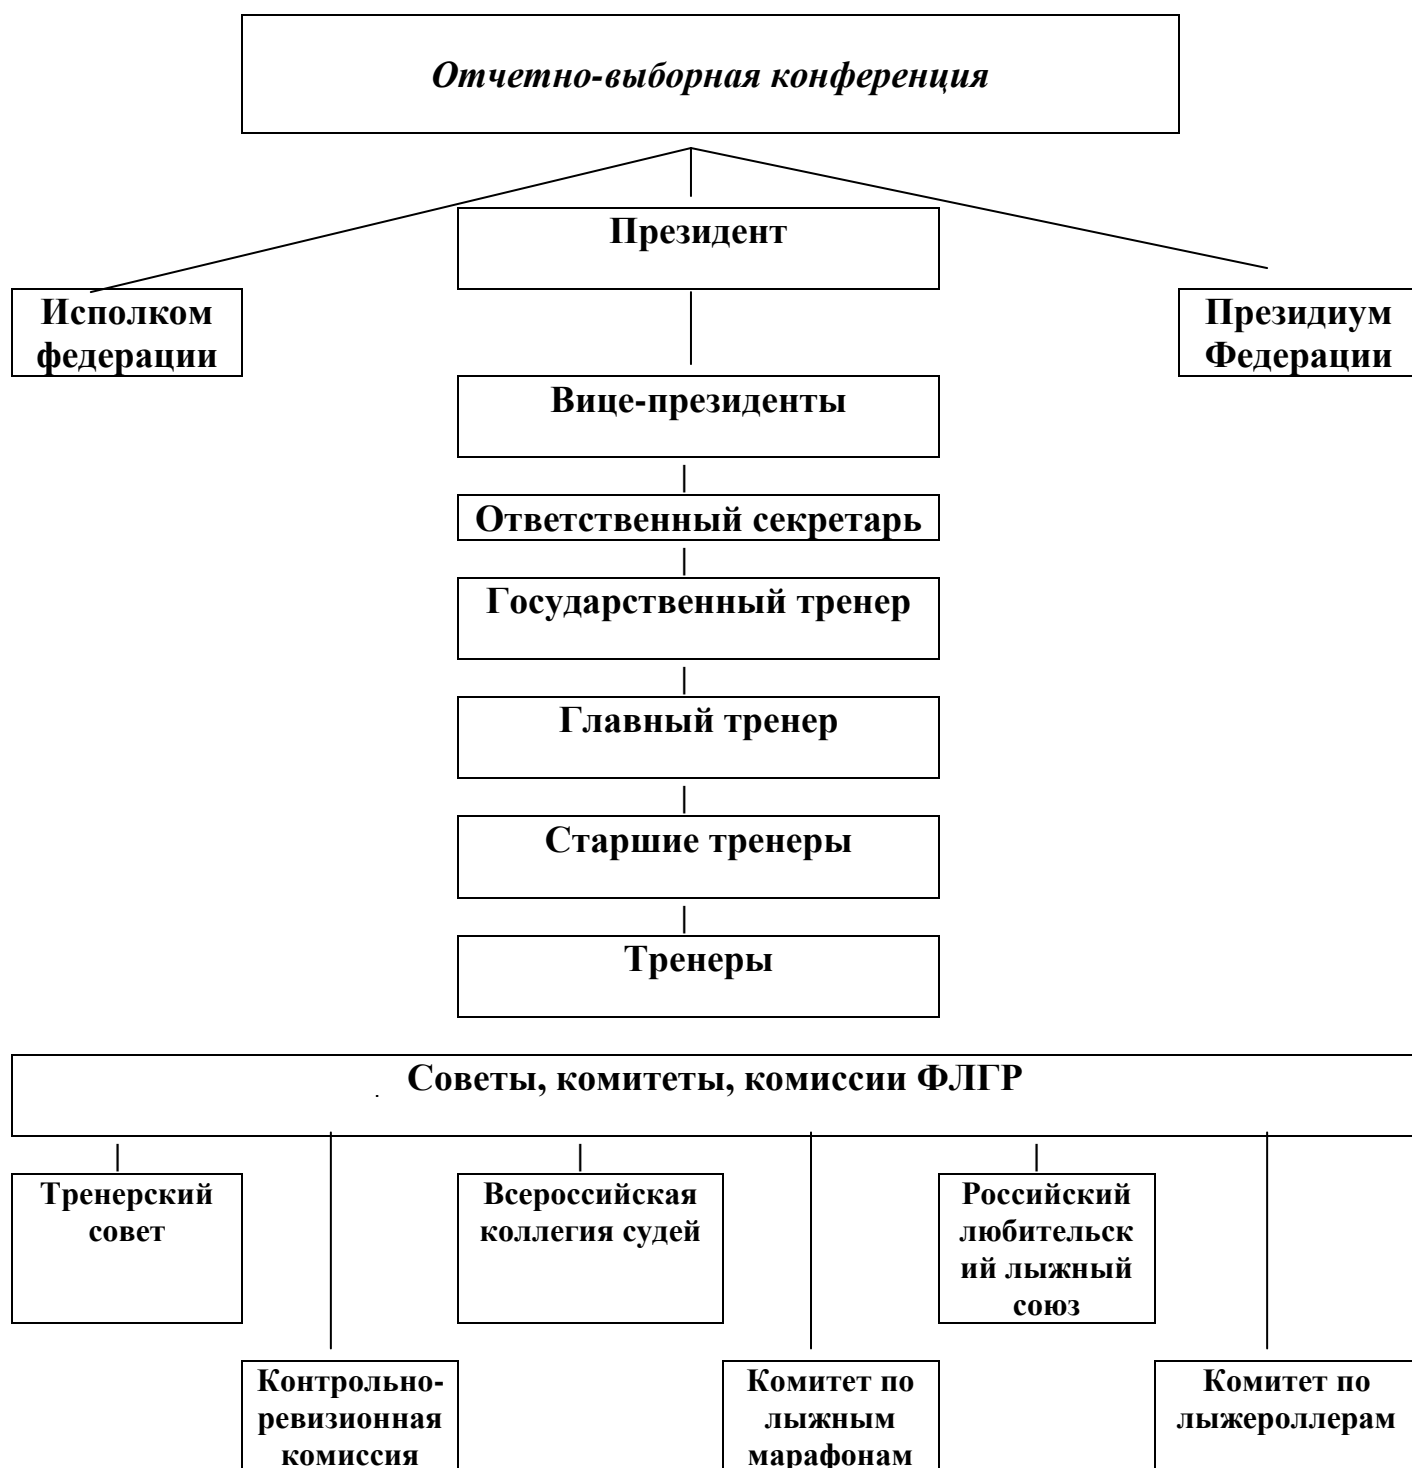 Отчетно-выборная конференция
Президент
Исполком
федерации
Президиум
Федерации
Вице-президенты
Ответственный секретарь
Государственный тренер
Главный тренер
Старшие тренеры
Тренеры
Советы, комитеты, комиссии ФЛГР
Тренерский
совет
Всероссийская
коллегия судей
Российский
любительск
ий лыжный
союз
Контрольно-
ревизионная
комиссия
Комитет по
лыжным
марафонам
Комитет по
лыжероллерам